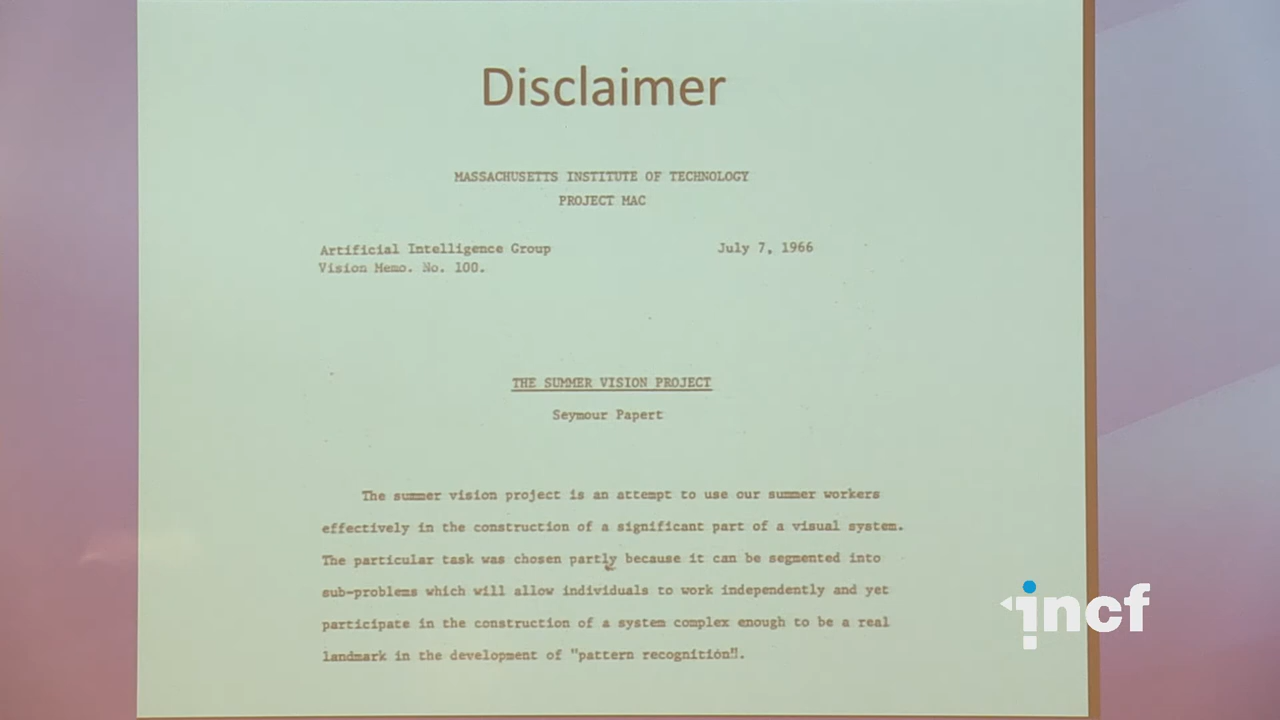 Disclaimer
MASSACHUSETTS INSTITUTE OF TECHNOLOGY
PROJECT MAC
Artificial Intelligence Group July 7, 1966
Vision Memo. No. 100.
THE SUMMER VISION PROJECT
Seymour Papert
The summer vision project is an attempt to use our summer workers
effectively in the construction of a significant part of a visual system.
The particular task was chosen partly because it can be segmented into
sub-problems which will allow individuals to work independently and yet
participate in the construction of a system complex enough to be a real
landmark in the development of "pattern recognition".
incf